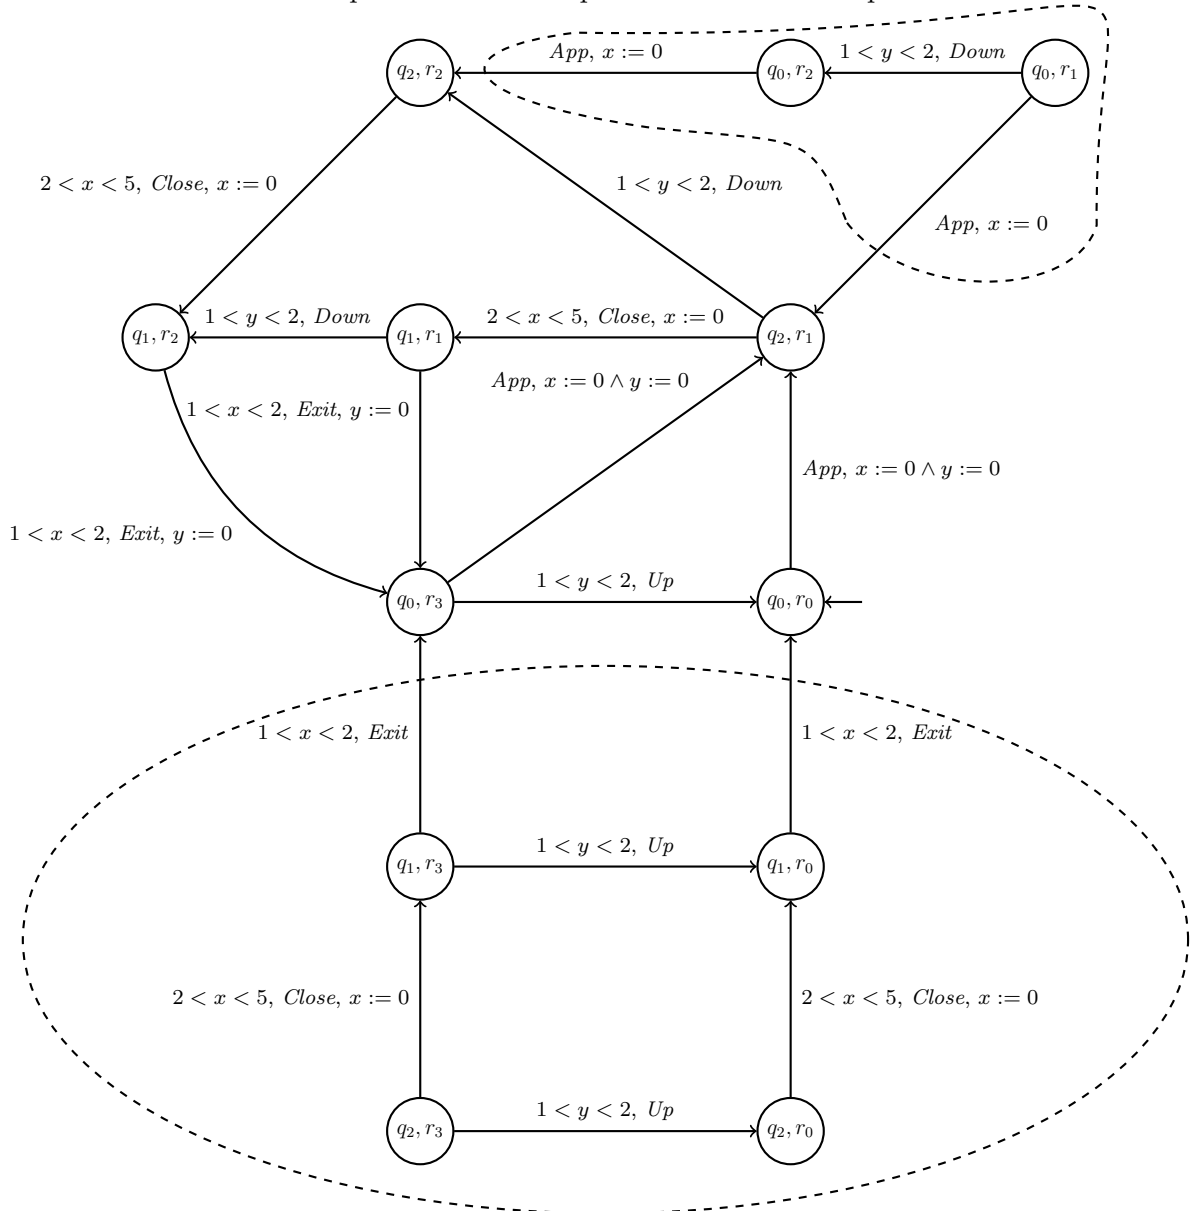 App, x := 0
1 < y < 2, Down
q₂, r₂
q₀, r₂
q₀, r₁
2 < x < 5, Close, x := 0
1 < y < 2, Down
App, x := 0
1 < y < 2, Down
2 < x < 5, Close, x := 0
q₁, r₂
q₁, r₁
q₂, r₁
App, x := 0 ∧ y := 0
1 < x < 2, Exit, y := 0
App, x := 0 ∧ y := 0
1 < x < 2, Exit, y := 0
1 < y < 2, Up
q₀, r₃
q₀, r₀
1 < x < 2, Exit
1 < x < 2, Exit
1 < y < 2, Up
q₁, r₃
q₁, r₀
2 < x < 5, Close, x := 0
2 < x < 5, Close, x := 0
1 < y < 2, Up
q₂, r₃
q₂, r₀